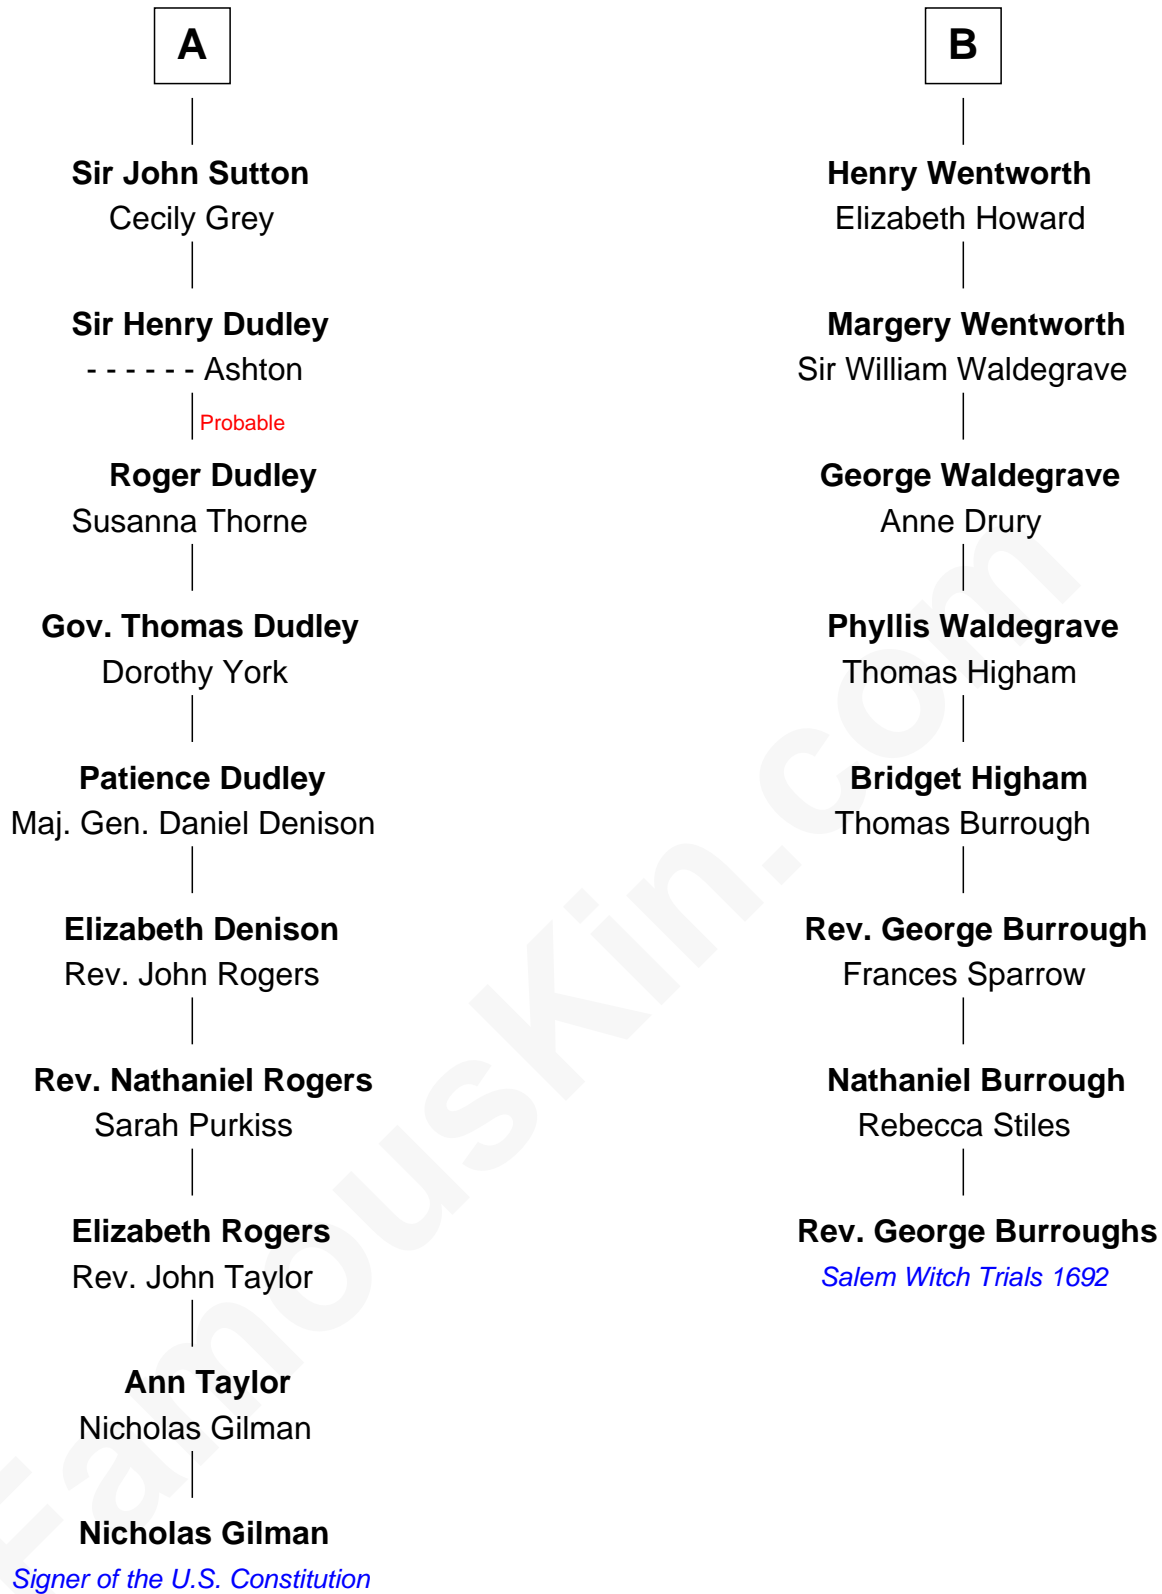 A
Sir John Sutton
Cecily Grey
Sir Henry Dudley
- - - - - - Ashton
Probable
Roger Dudley
Susanna Thorne
Gov. Thomas Dudley
Dorothy York
Patience Dudley
Maj. Gen. Daniel Denison
Elizabeth Denison
Rev. John Rogers
Rev. Nathaniel Rogers
Sarah Purkiss
Elizabeth Rogers
Rev. John Taylor
Ann Taylor
Nicholas Gilman
Nicholas Gilman
Signer of the U.S. Constitution
B
Henry Wentworth
Elizabeth Howard
Margery Wentworth
Sir William Waldegrave
George Waldegrave
Anne Drury
Phyllis Waldegrave
Thomas Higham
Bridget Higham
Thomas Burrough
Rev. George Burrough
Frances Sparrow
Nathaniel Burrough
Rebecca Stiles
Rev. George Burroughs
Salem Witch Trials 1692
FamousKin.com